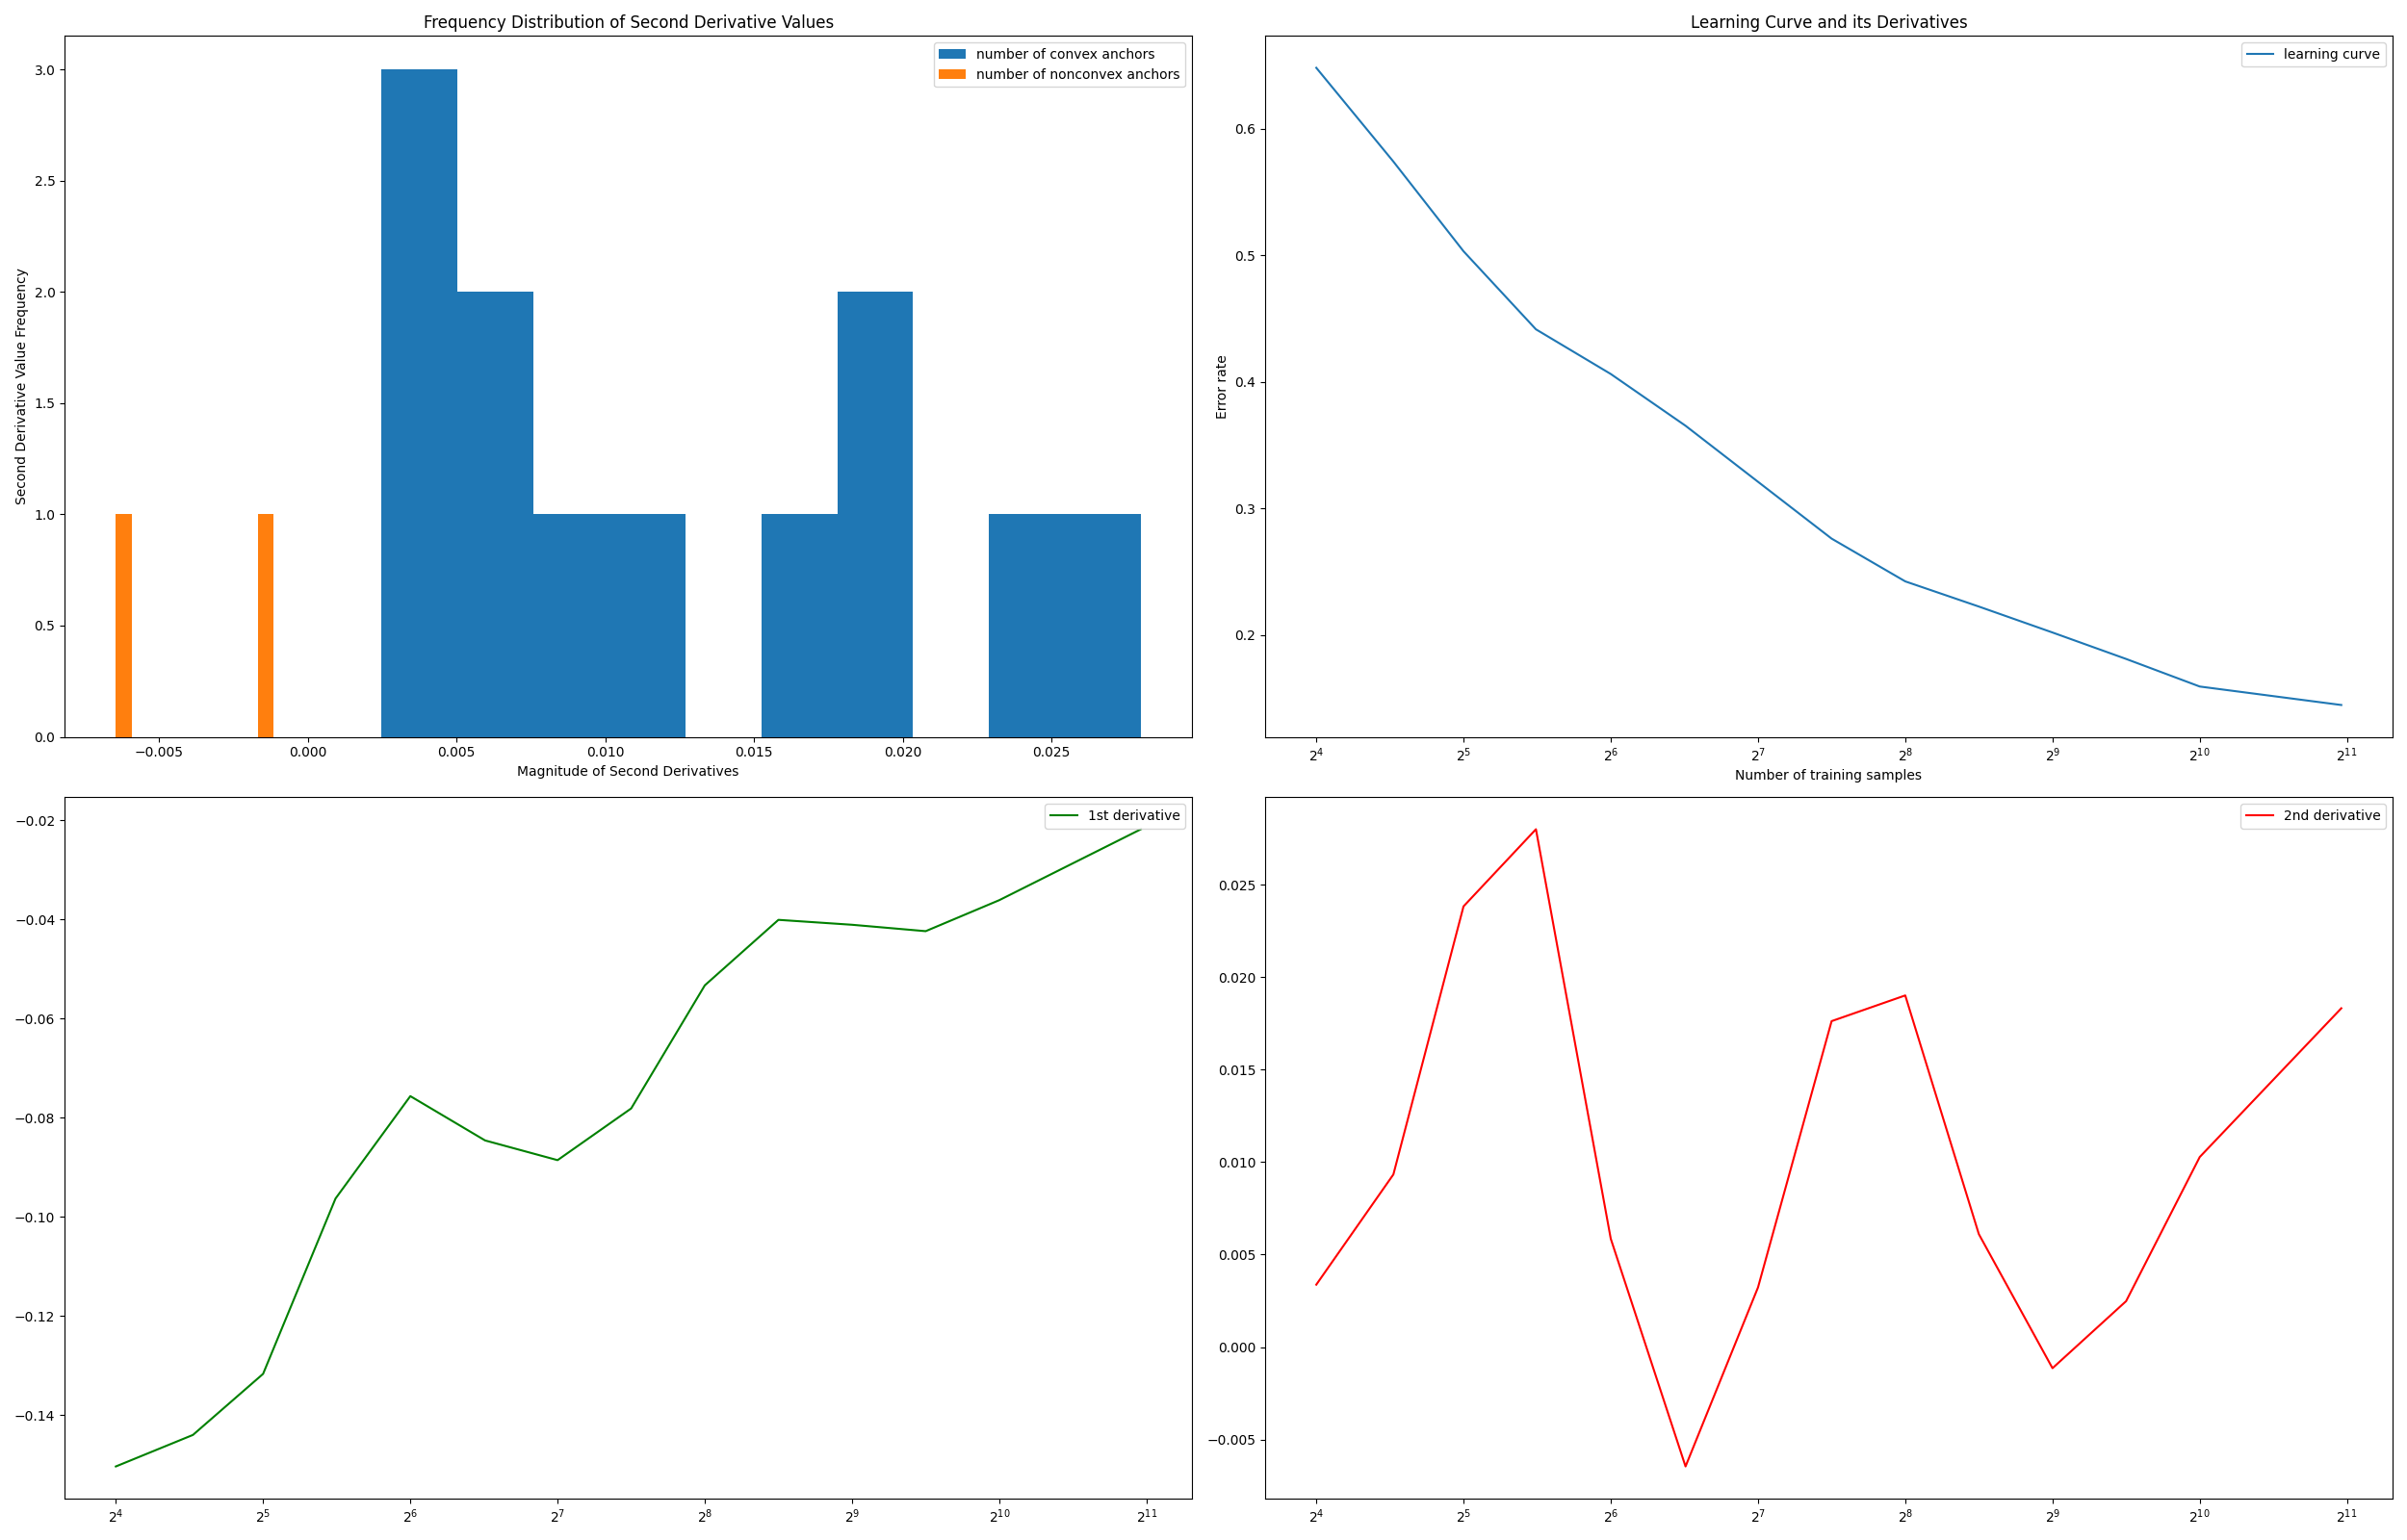 Frequency Distribution of Second Derivative Values
number of convex anchors
number of nonconvex anchors
3.0
2.5
2.0
1.5
1.0
0.5
0.0
Second Derivative Value Frequency
−0.005 0.000 0.005 0.010 0.015 0.020 0.025
Magnitude of Second Derivatives
Learning Curve and its Derivatives
learning curve
0.6
0.5
0.4
0.3
0.2
Error rate
2⁴ 2⁵ 2⁶ 2⁷ 2⁸ 2⁹ 2¹⁰ 2¹¹
Number of training samples
1st derivative
−0.02
−0.04
−0.06
−0.08
−0.10
−0.12
−0.14
2⁴ 2⁵ 2⁶ 2⁷ 2⁸ 2⁹ 2¹⁰ 2¹¹
2nd derivative
0.025
0.020
0.015
0.010
0.005
0.000
−0.005
2⁴ 2⁵ 2⁶ 2⁷ 2⁸ 2⁹ 2¹⁰ 2¹¹